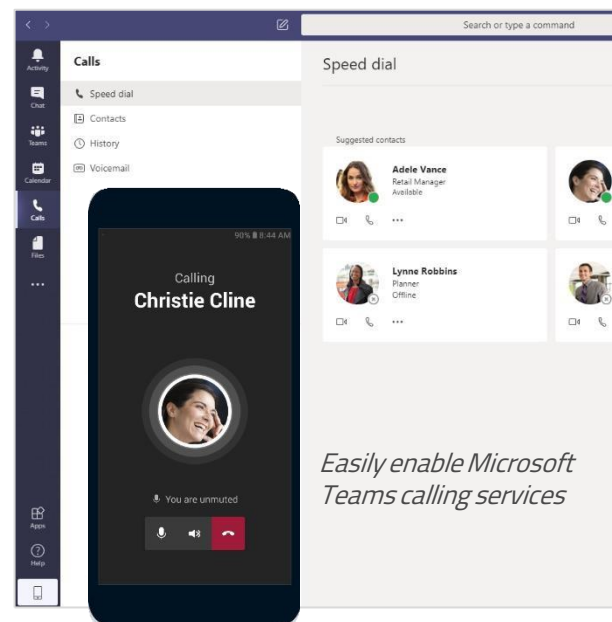 Search or type a command
Activity
Chat
Teams
Calendar
Calls
Files
Apps
Help
Calls
Speed dial
Contacts
History
Voicemail
90% 8:44 AM
Calling
Christie Cline
You are unmuted
Speed dial
Suggested contacts
Adele Vance
Retail Manager
Available
Lynne Robbins
Planner
Offline
Easily enable Microsoft
Teams calling services